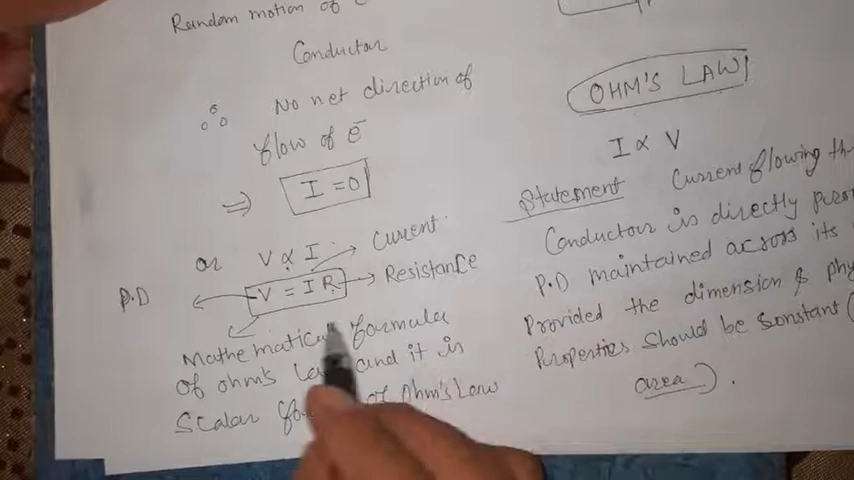 Random motion of
Conductor
∴ No net direction of
flow of e⁻
⇒ I = 0
or V ∝ I
Current
P.D V = I R Resistance
Mathematical formula
of ohm's law and it is
Scalar of Ohm's Law
OHM'S LAW
I ∝ V
Statement Current flowing
Conductor is directly
P.D maintained across its
Provided the dimension &
Properties should be constant (
area).